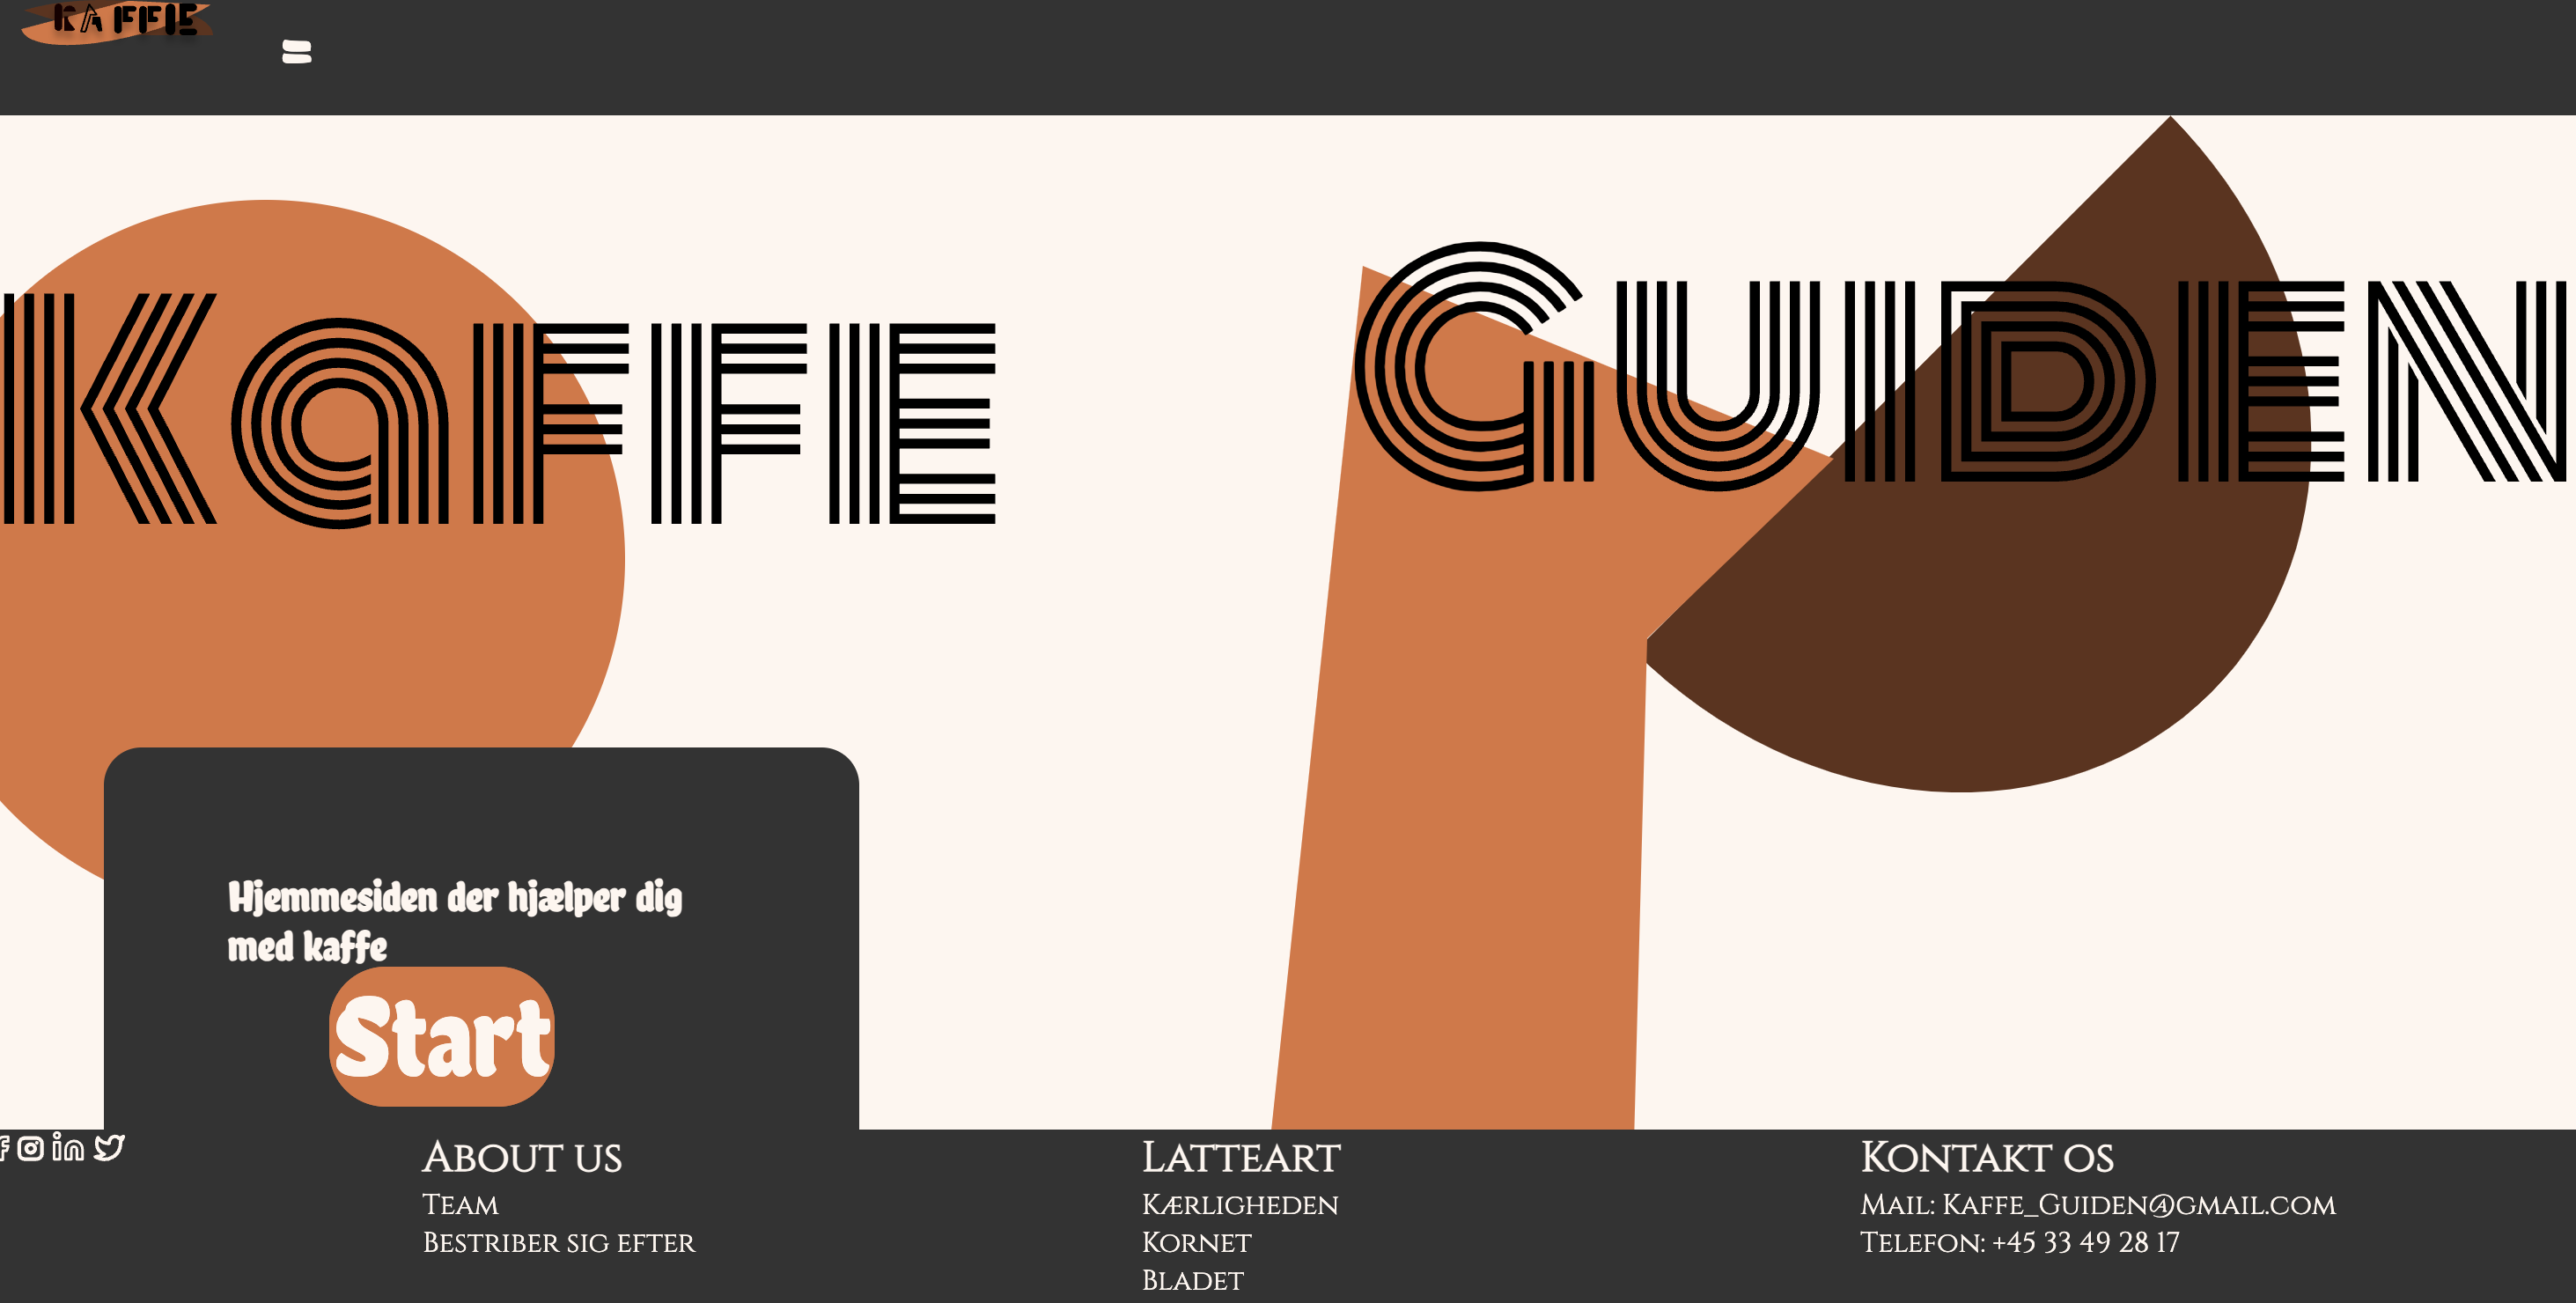 KAFFIE
Kaffe Guiden
Hjemmesiden der hjælper dig
med kaffe
Start
About us
Team
Bestriber sig efter
Latteart
Kærligheden
Kornet
Bladet
Kontakt os
Mail: Kaffe_Guiden@gmail.com
Telefon: +45 33 49 28 17